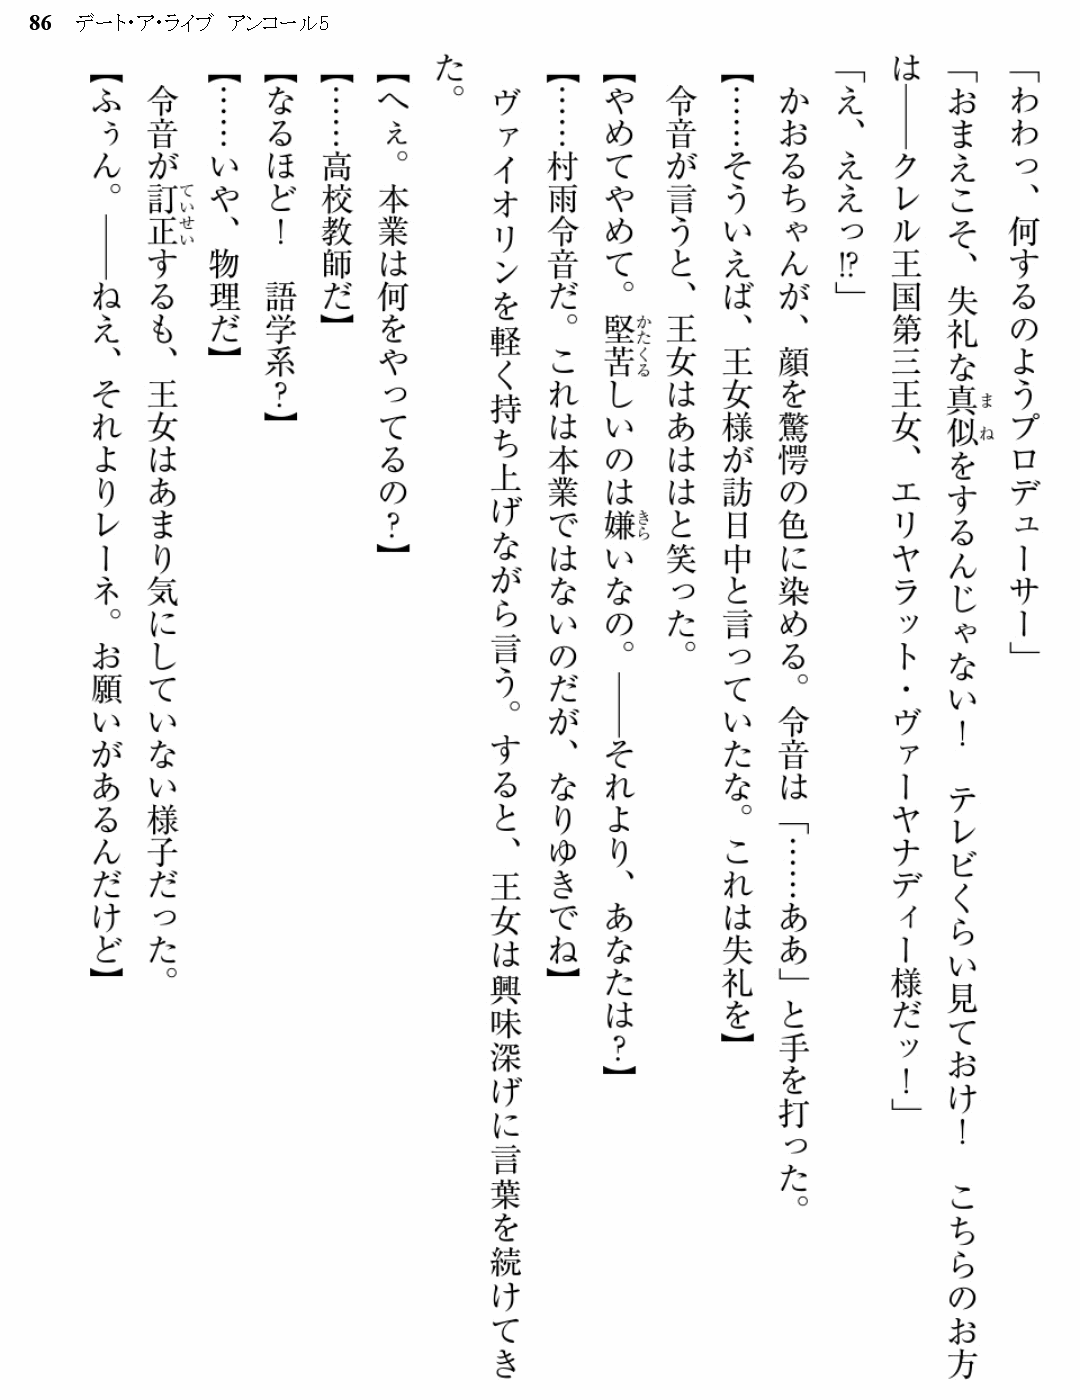 86 デート・ア・ライブ アンコール5
「わわっ、何するのようプロデューサー」
「おまえこそ、失礼な真似をするんじゃない！　テレビくらい見ておけ！　こちらのお方
は――クレル王国第三王女、エリヤラット・ヴァーヤナディー様だッ！」
「え、ええっ!?」
　かおるちゃんが、顔を驚愕の色に染める。令音は「……ああ」と手を打った。
【……そういえば、王女様が訪日中と言っていたな。これは失礼を】
　令音が言うと、王女はあははと笑った。
【やめてやめて。堅苦しいのは嫌いなの。――それより、あなたは？】
【……村雨令音だ。これは本業ではないのだが、なりゆきでね】
　ヴァイオリンを軽く持ち上げながら言う。すると、王女は興味深げに言葉を続けてき
た。
【へぇ。本業は何をやってるの？】
【……高校教師だ】
【なるほど！　語学系？】
【……いや、物理だ】
　令音が訂正するも、王女はあまり気にしていない様子だった。
【ふぅん。――ねえ、それよりレーネ。お願いがあるんだけど】